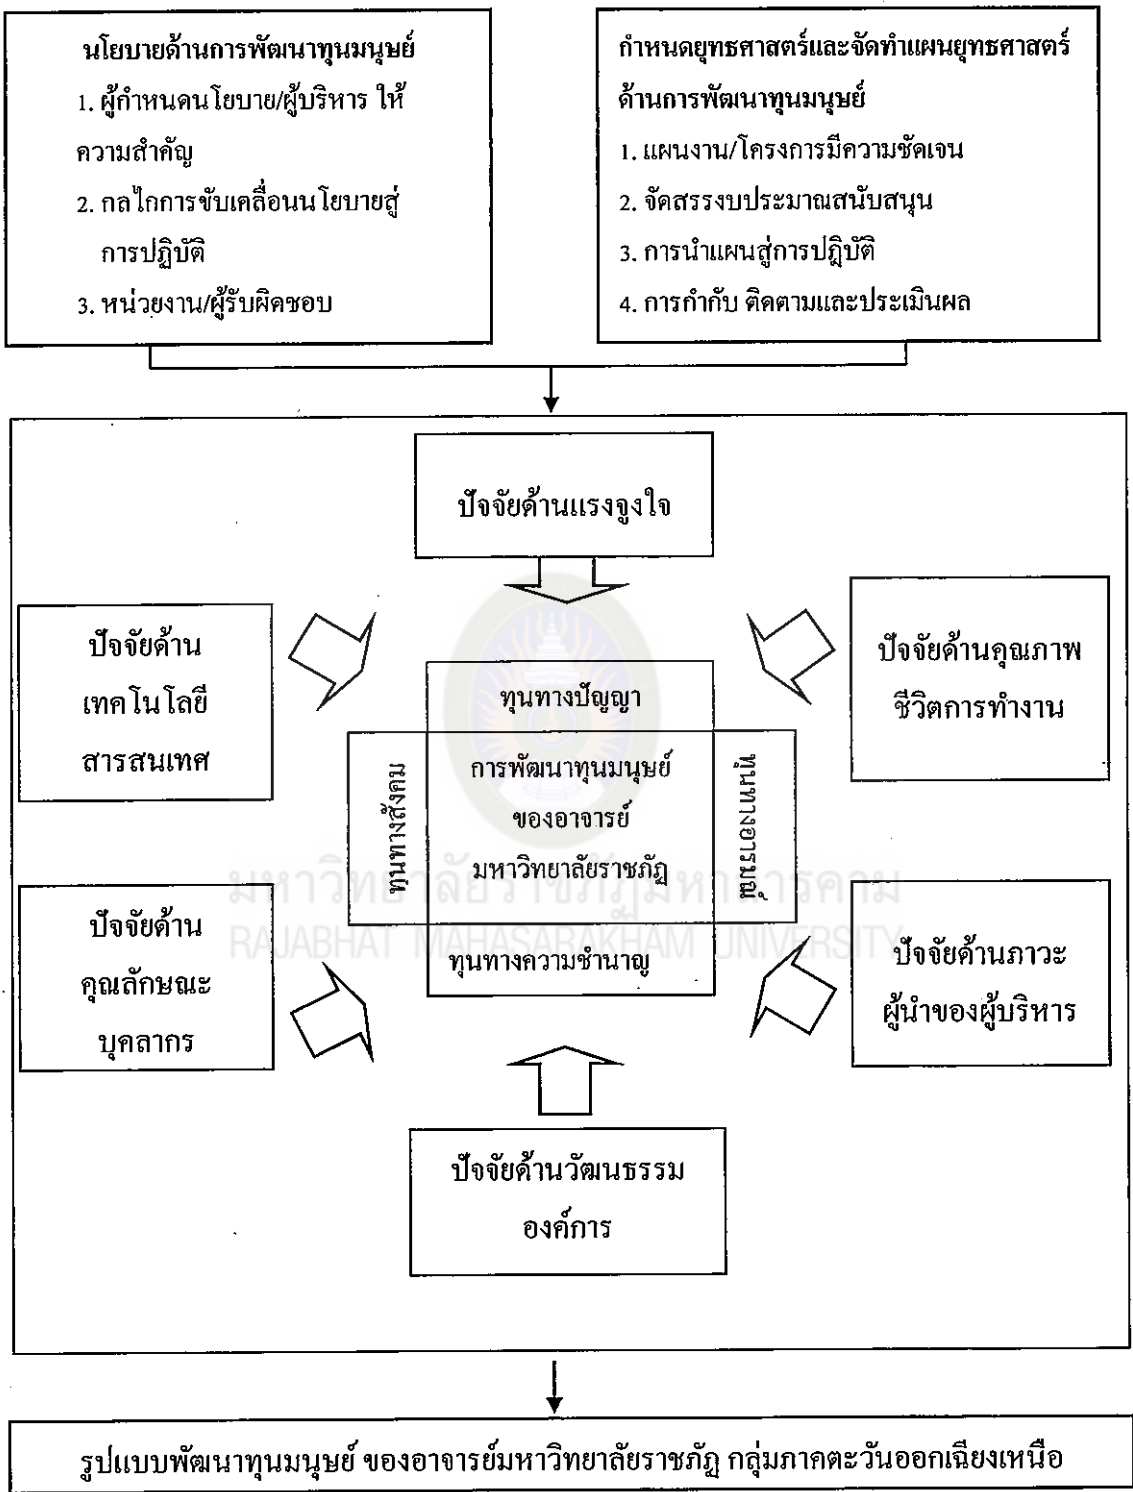 นโยบายด้านการพัฒนาทุนมนุษย์
1. ผู้กำหนดนโยบาย/ผู้บริหาร ให้
ความสำคัญ
2. กลไกการขับเคลื่อนนโยบายสู่
การปฏิบัติ
3. หน่วยงาน/ผู้รับผิดชอบ
กำหนดยุทธศาสตร์และจัดทำแผนยุทธศาสตร์
ด้านการพัฒนาทุนมนุษย์
1. แผนงาน/โครงการมีความชัดเจน
2. จัดสรรงบประมาณสนับสนุน
3. การนำแผนสู่การปฏิบัติ
4. การกำกับ ติดตามและประเมินผล
ปัจจัยด้านแรงจูงใจ
ปัจจัยด้าน
เทคโนโลยี
สารสนเทศ
ปัจจัยด้านคุณภาพ
ชีวิตการทำงาน
ทุนทางปัญญา
ทุนทางสังคม
การพัฒนาทุนมนุษย์
ของอาจารย์
มหาวิทยาลัยราชภัฏ
ทุนทางอารมณ์
ทุนทางความชำนาญ
มหาวิทยาลัยราชภัฏมหาสารคาม
RAJABHAT MAHASARAKHAM UNIVERSITY
ปัจจัยด้าน
คุณลักษณะ
บุคลากร
ปัจจัยด้านภาวะ
ผู้นำของผู้บริหาร
ปัจจัยด้านวัฒนธรรม
องค์การ
รูปแบบพัฒนาทุนมนุษย์ ของอาจารย์มหาวิทยาลัยราชภัฏ กลุ่มภาคตะวันออกเฉียงเหนือ